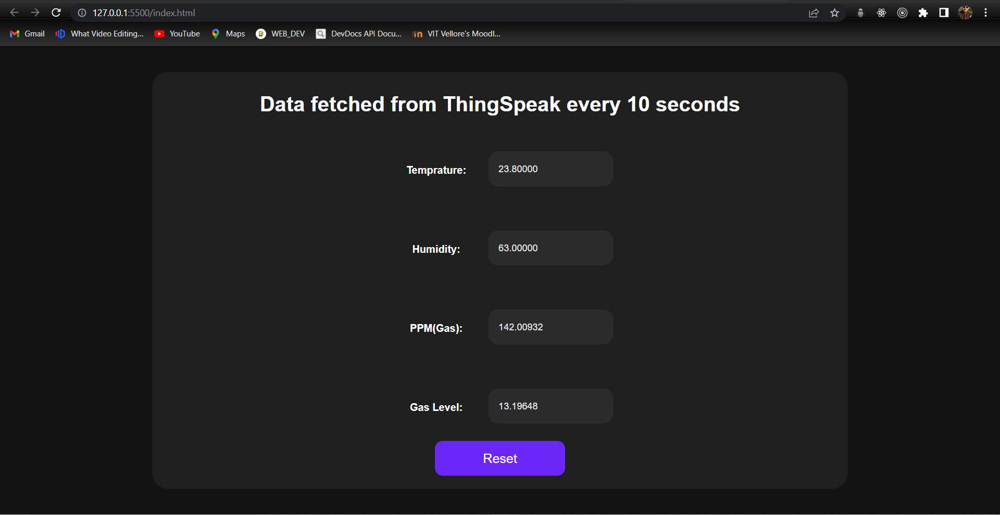 127.0.0.1:5500/index.html
Gmail What Video Editing... YouTube Maps WEB_DEV DevDocs API Docu... VIT Vellore's Moodl...
Data fetched from ThingSpeak every 10 seconds
Temprature: 23.80000
Humidity: 63.00000
PPM(Gas): 142.00932
Gas Level: 13.19648
Reset